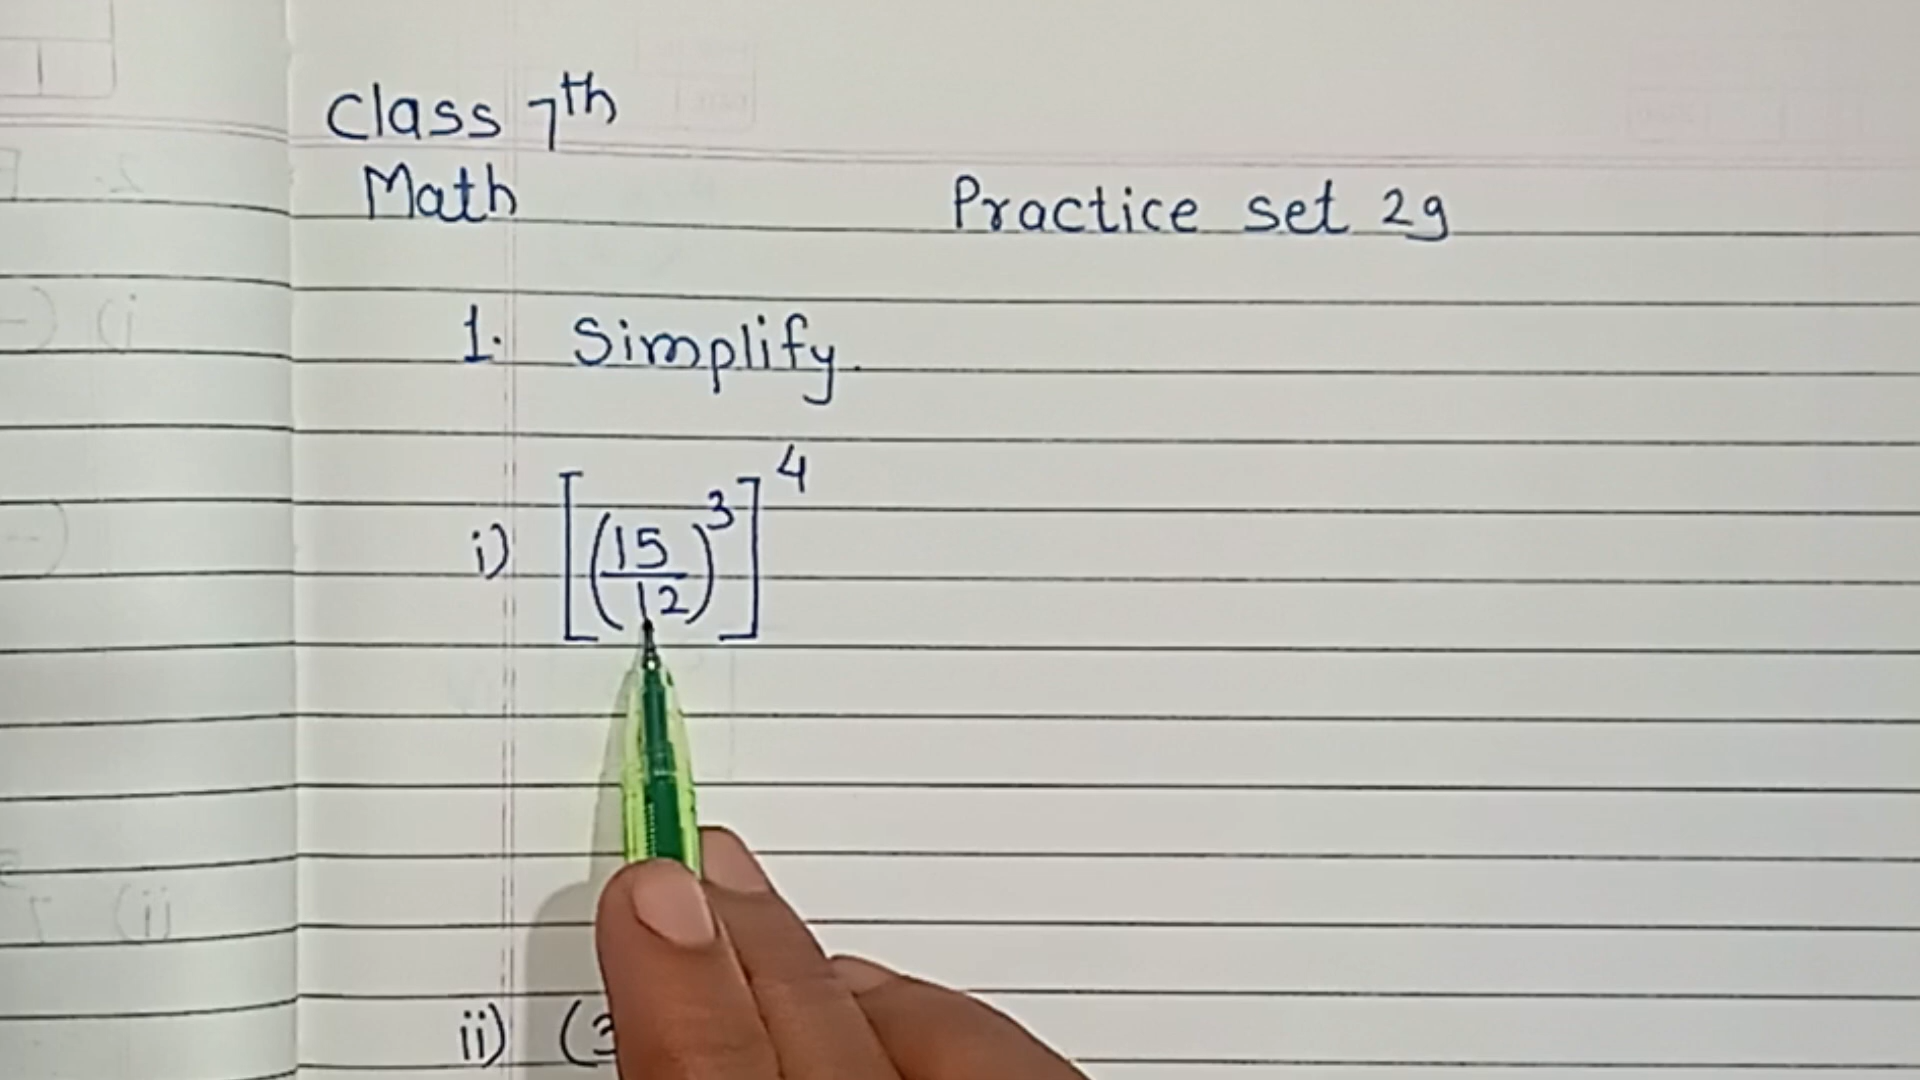 Class 7th
Math
Practice set 29
1. Simplify.
i) [(15/12)^3]^4
ii) (3